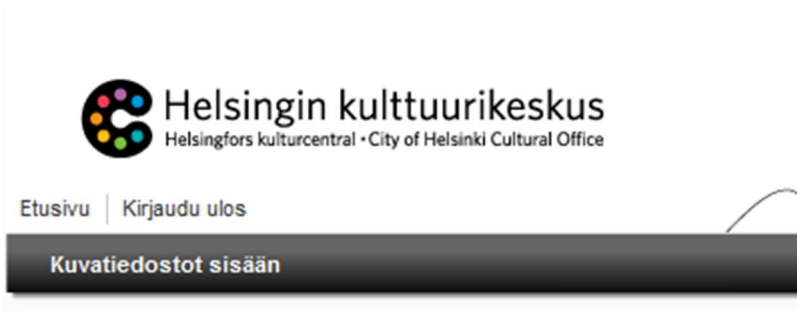 Helsingin kulttuurikeskus
Helsingfors kulturcentral • City of Helsinki Cultural Office
Etusivu | Kirjaudu ulos
Kuvatiedostot sisään